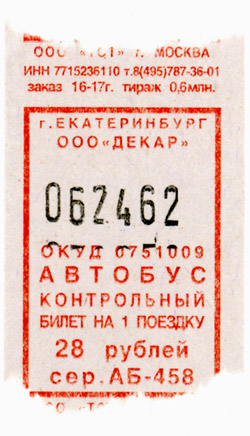 ООО «ТОТ» г. МОСКВА
ИНН 7715236110 т.8(495)787-36-01
заказ 16-17г. тираж 0,6млн.
г. ЕКАТЕРИНБУРГ
ООО «ДЕКАР»
062462
ОКУД 0751009
АВТОБУС
КОНТРОЛЬНЫЙ
БИЛЕТ НА 1 ПОЕЗДКУ
28 рублей
сер. АБ-458